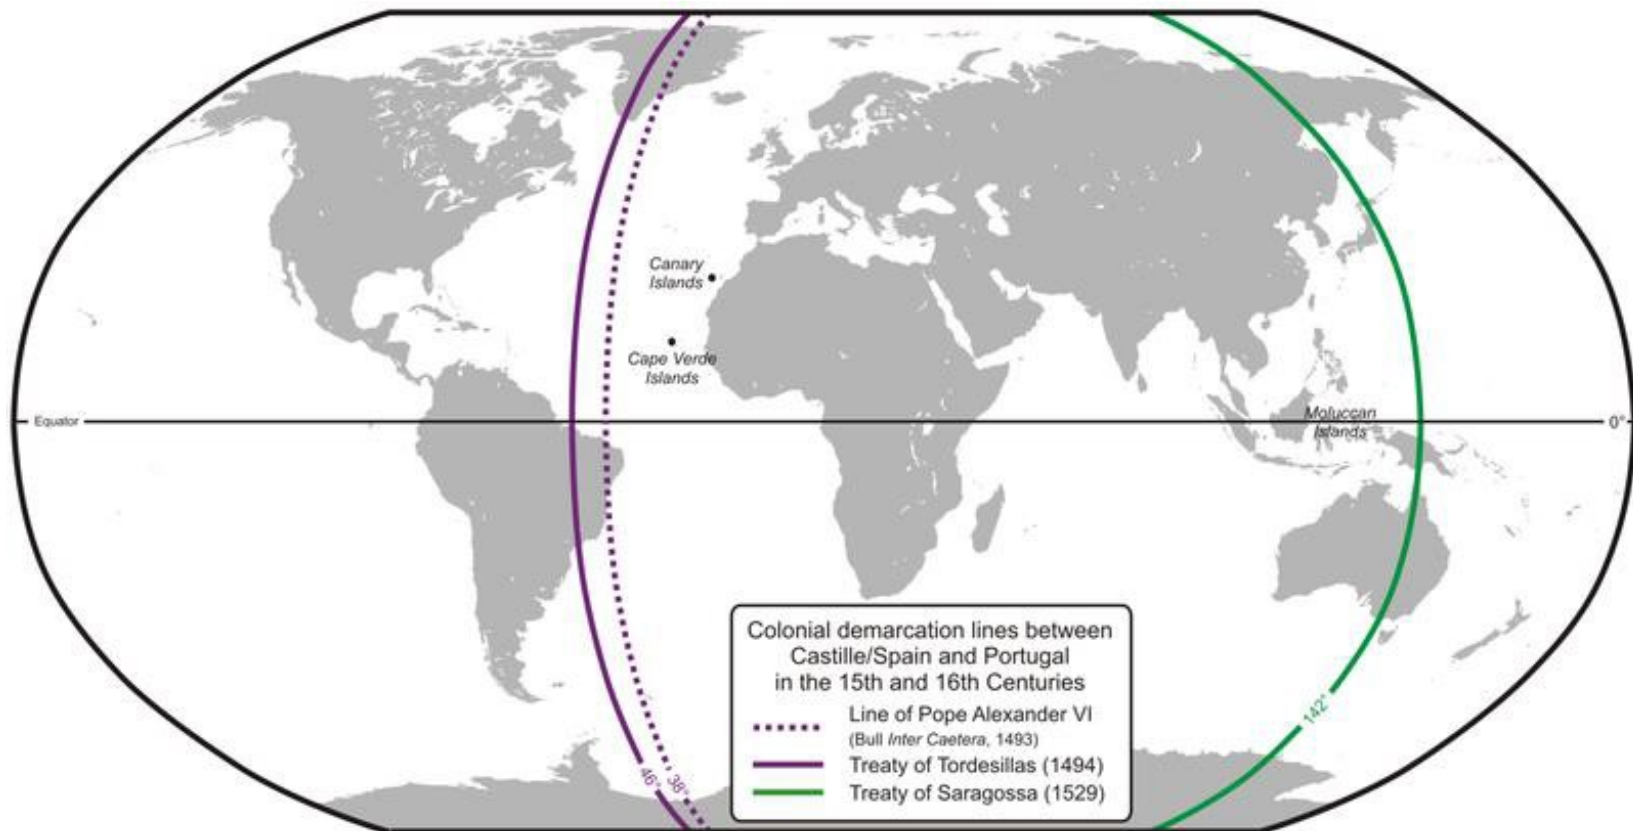 Canary
Islands
Cape Verde
Islands
Equator
Moluccan
Islands
0°
Colonial demarcation lines between
Castille/Spain and Portugal
in the 15th and 16th Centuries
Line of Pope Alexander VI
(Bull Inter Caetera, 1493)
Treaty of Tordesillas (1494)
Treaty of Saragossa (1529)
142°
46°
38°